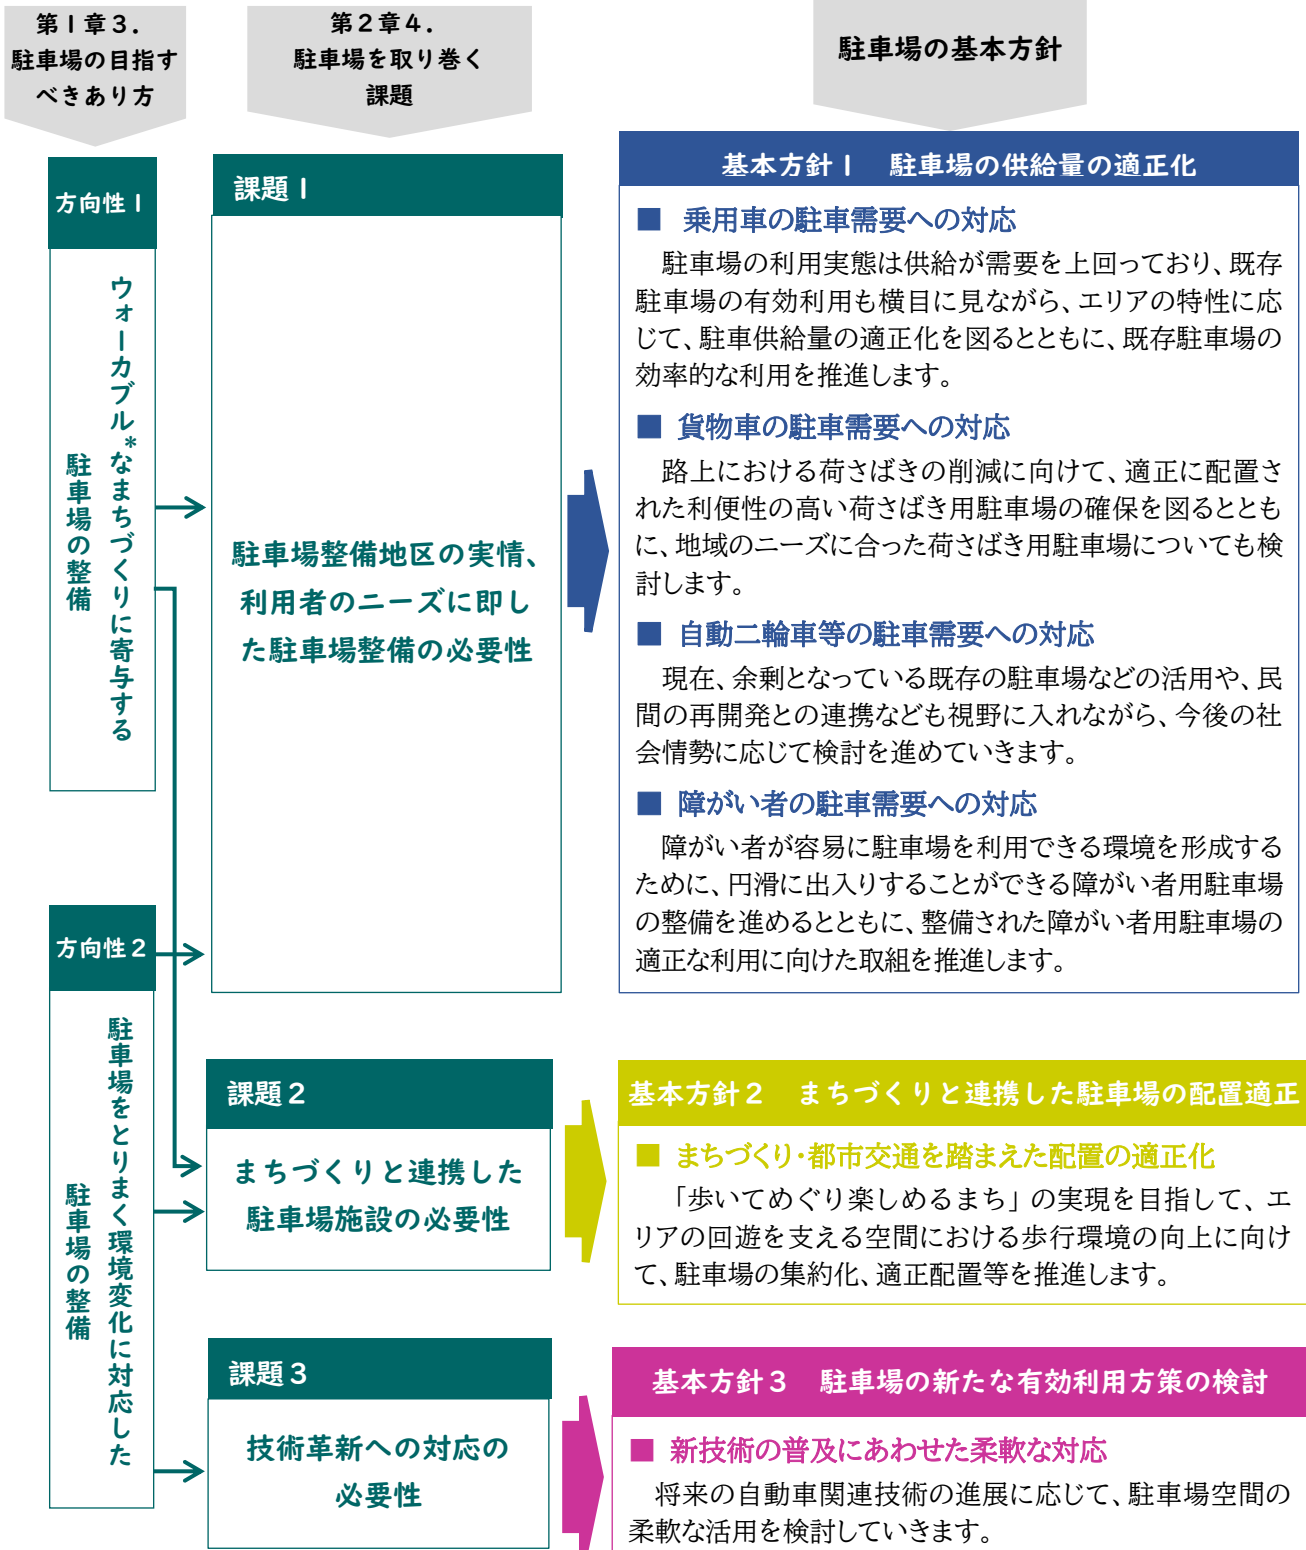 第1章3.
駐車場の目指す
べきあり方
第2章4.
駐車場を取り巻く
課題
駐車場の基本方針
方向性1
ウォーカブル*なまちづくりに寄与する
駐車場の整備
方向性2
駐車場をとりまく環境変化に対応した
駐車場の整備
課題1
駐車場整備地区の実情、
利用者のニーズに即し
た駐車場整備の必要性
課題2
まちづくりと連携した
駐車場施設の必要性
課題3
技術革新への対応の
必要性
基本方針1 駐車場の供給量の適正化
■ 乗用車の駐車需要への対応
駐車場の利用実態は供給が需要を上回っており、既存
駐車場の有効利用も横目に見ながら、エリアの特性に応
じて、駐車供給量の適正化を図るとともに、既存駐車場の
効率的な利用を推進します。
■ 貨物車の駐車需要への対応
路上における荷さばきの削減に向けて、適正に配置さ
れた利便性の高い荷さばき用駐車場の確保を図るととも
に、地域のニーズに合った荷さばき用駐車場についても検
討します。
■ 自動二輪車等の駐車需要への対応
現在、余剰となっている既存の駐車場などの活用や、民
間の再開発との連携なども視野に入れながら、今後の社
会情勢に応じて検討を進めていきます。
■ 障がい者の駐車需要への対応
障がい者が容易に駐車場を利用できる環境を形成する
ために、円滑に出入りすることができる障がい者用駐車場
の整備を進めるとともに、整備された障がい者用駐車場の
適正な利用に向けた取組を推進します。
基本方針2 まちづくりと連携した駐車場の配置適正
■ まちづくり・都市交通を踏まえた配置の適正化
「歩いてめぐり楽しめるまち」の実現を目指して、エ
リアの回遊を支える空間における歩行環境の向上に向け
て、駐車場の集約化、適正配置等を推進します。
基本方針3 駐車場の新たな有効利用方策の検討
■ 新技術の普及にあわせた柔軟な対応
将来の自動車関連技術の進展に応じて、駐車場空間の
柔軟な活用を検討していきます。